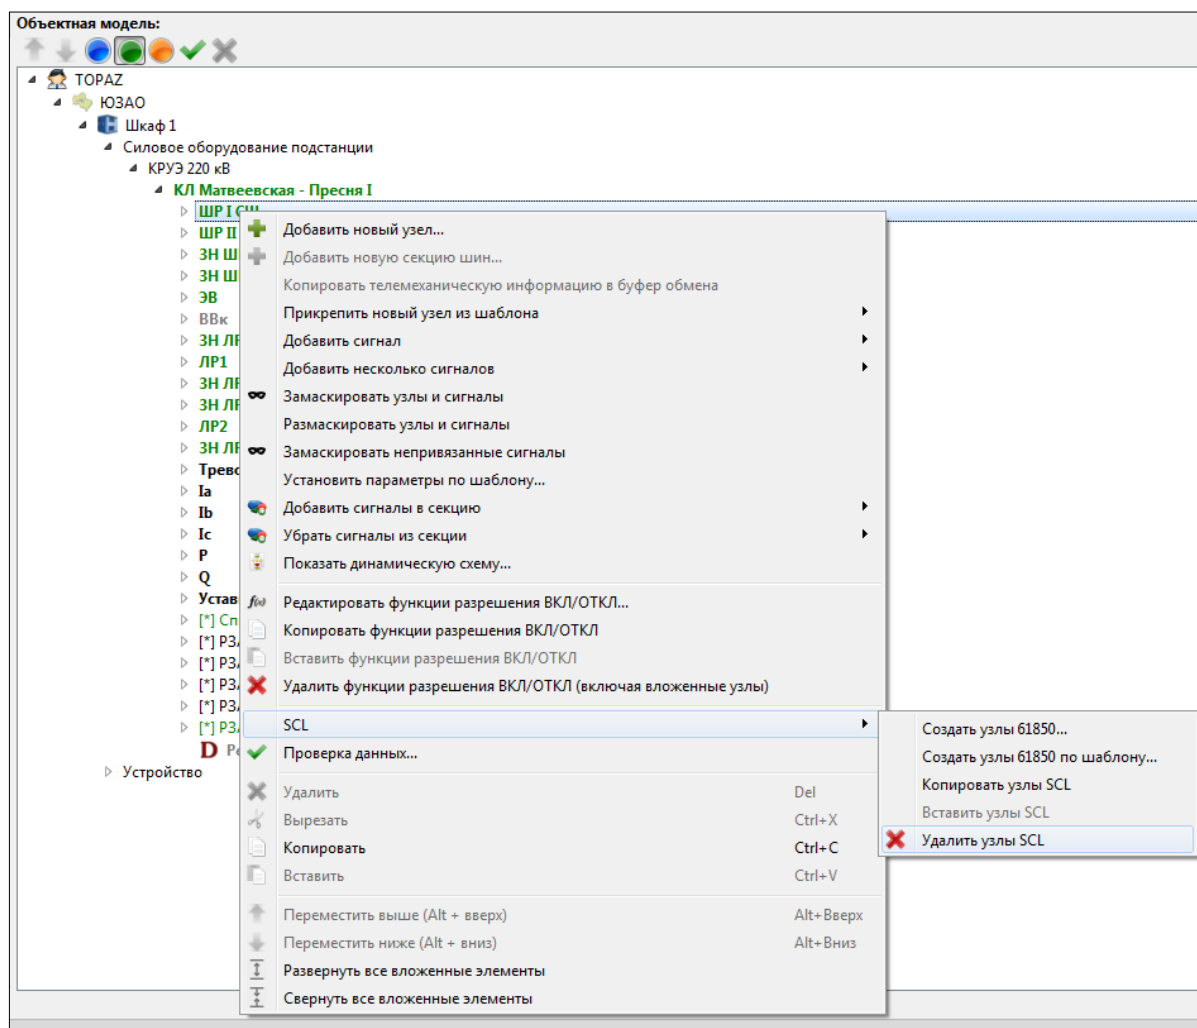 Объектная модель:
TOPAZ
ЮЗАО
Шкаф 1
Силовое оборудование подстанции
КРУЭ 220 кВ
КЛ Матвеевская - Пресня I
ШР I СШ
ШР II
ЗН Ш
ЗН Ш
ЭВ
ВВк
ЗН Л
ЛР1
ЗН Л
ЗН Л
ЛР2
ЗН Л
Трево
Ia
Ib
Ic
P
Q
Устав
[*] Сп
[*] РЗ
[*] РЗ
[*] РЗ
[*] РЗ
[*] РЗ
D Ре
Устройство
Добавить новый узел...
Добавить новую секцию шин...
Копировать телемеханическую информацию в буфер обмена
Прикрепить новый узел из шаблона
Добавить сигнал
Добавить несколько сигналов
Замаскировать узлы и сигналы
Размаскировать узлы и сигналы
Замаскировать непривязанные сигналы
Установить параметры по шаблону...
Добавить сигналы в секцию
Убрать сигналы из секции
Показать динамическую схему...
f(x) Редактировать функции разрешения ВКЛ/ОТКЛ...
Копировать функции разрешения ВКЛ/ОТКЛ
Вставить функции разрешения ВКЛ/ОТКЛ
Удалить функции разрешения ВКЛ/ОТКЛ (включая вложенные узлы)
SCL
Проверка данных...
Удалить Del
Вырезать Ctrl+X
Копировать Ctrl+C
Вставить Ctrl+V
Переместить выше (Alt + вверх) Alt+Вверх
Переместить ниже (Alt + вниз) Alt+Вниз
Развернуть все вложенные элементы
Свернуть все вложенные элементы
Создать узлы 61850...
Создать узлы 61850 по шаблону...
Копировать узлы SCL
Вставить узлы SCL
Удалить узлы SCL